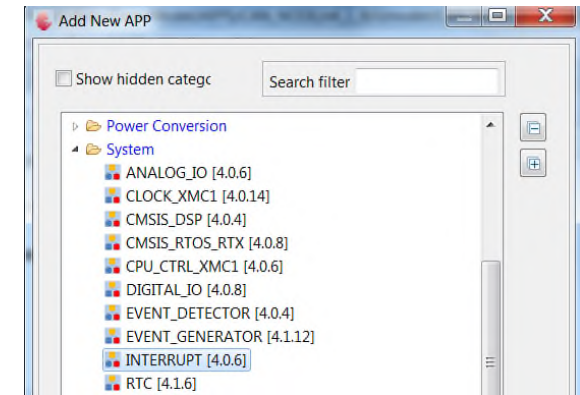 Add New APP
Show hidden categc
Search filter
Power Conversion
System
ANALOG_IO [4.0.6]
CLOCK_XMC1 [4.0.14]
CMSIS_DSP [4.0.4]
CMSIS_RTOS_RTX [4.0.8]
CPU_CTRL_XMC1 [4.0.6]
DIGITAL_IO [4.0.8]
EVENT_DETECTOR [4.0.4]
EVENT_GENERATOR [4.1.12]
INTERRUPT [4.0.6]
RTC [4.1.6]